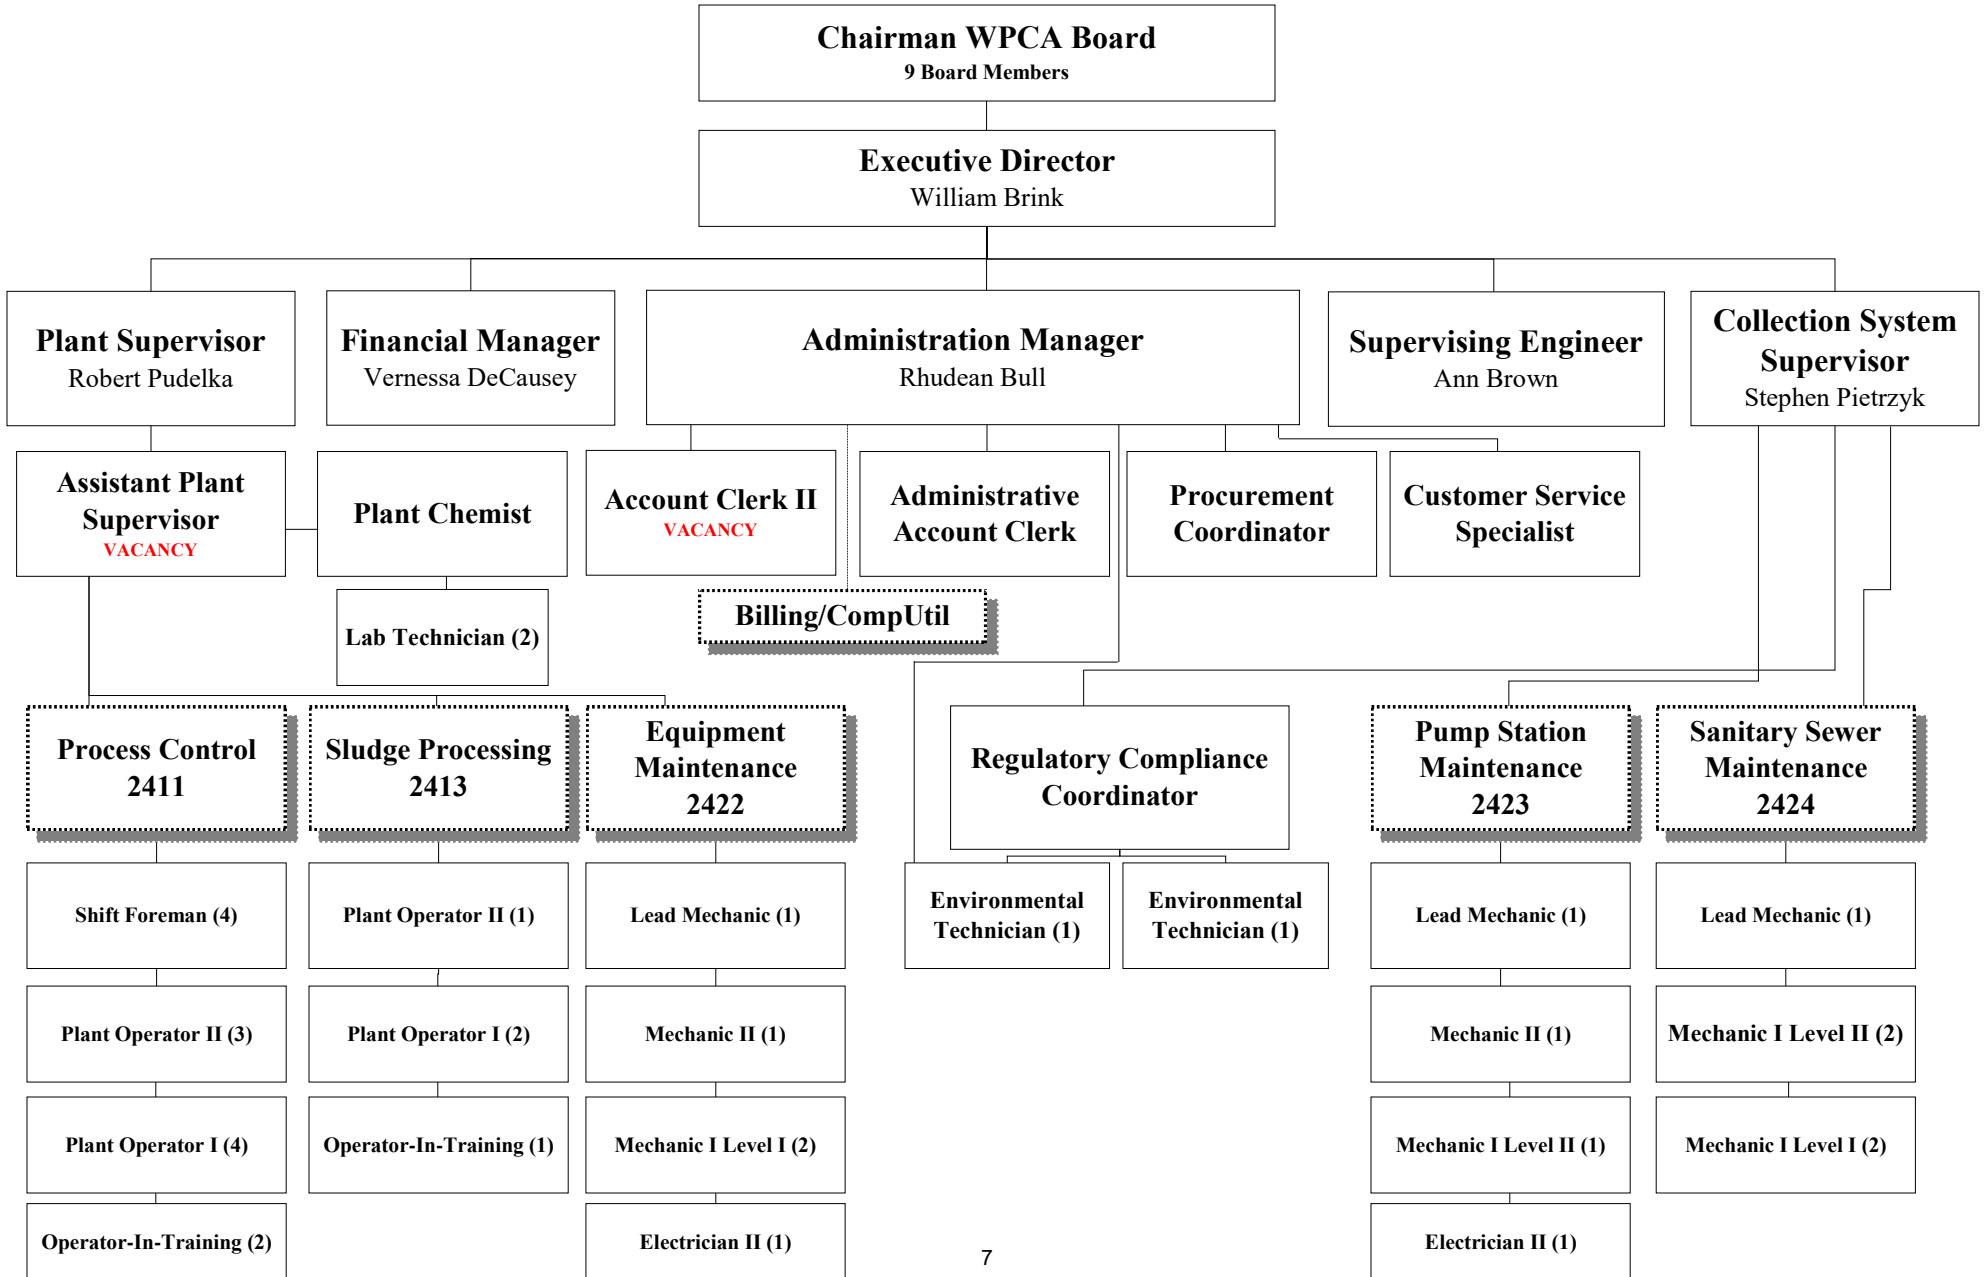 Chairman WPCA Board
9 Board Members
Executive Director
William Brink
Plant Supervisor
Robert Pudelka
Financial Manager
Vernessa DeCausey
Administration Manager
Rhudean Bull
Supervising Engineer
Ann Brown
Collection System
Supervisor
Stephen Pietrzyk
Assistant Plant
Supervisor
VACANCY
Plant Chemist
Account Clerk II
VACANCY
Administrative
Account Clerk
Procurement
Coordinator
Customer Service
Specialist
Lab Technician (2)
Billing/CompUtil
Process Control
2411
Sludge Processing
2413
Equipment
Maintenance
2422
Regulatory Compliance
Coordinator
Pump Station
Maintenance
2423
Sanitary Sewer
Maintenance
2424
Shift Foreman (4)
Plant Operator II (1)
Lead Mechanic (1)
Environmental
Technician (1)
Environmental
Technician (1)
Lead Mechanic (1)
Lead Mechanic (1)
Plant Operator II (3)
Plant Operator I (2)
Mechanic II (1)
Mechanic II (1)
Mechanic I Level II (2)
Plant Operator I (4)
Operator-In-Training (1)
Mechanic I Level I (2)
Mechanic I Level II (1)
Mechanic I Level I (2)
Operator-In-Training (2)
Electrician II (1)
Electrician II (1)
7